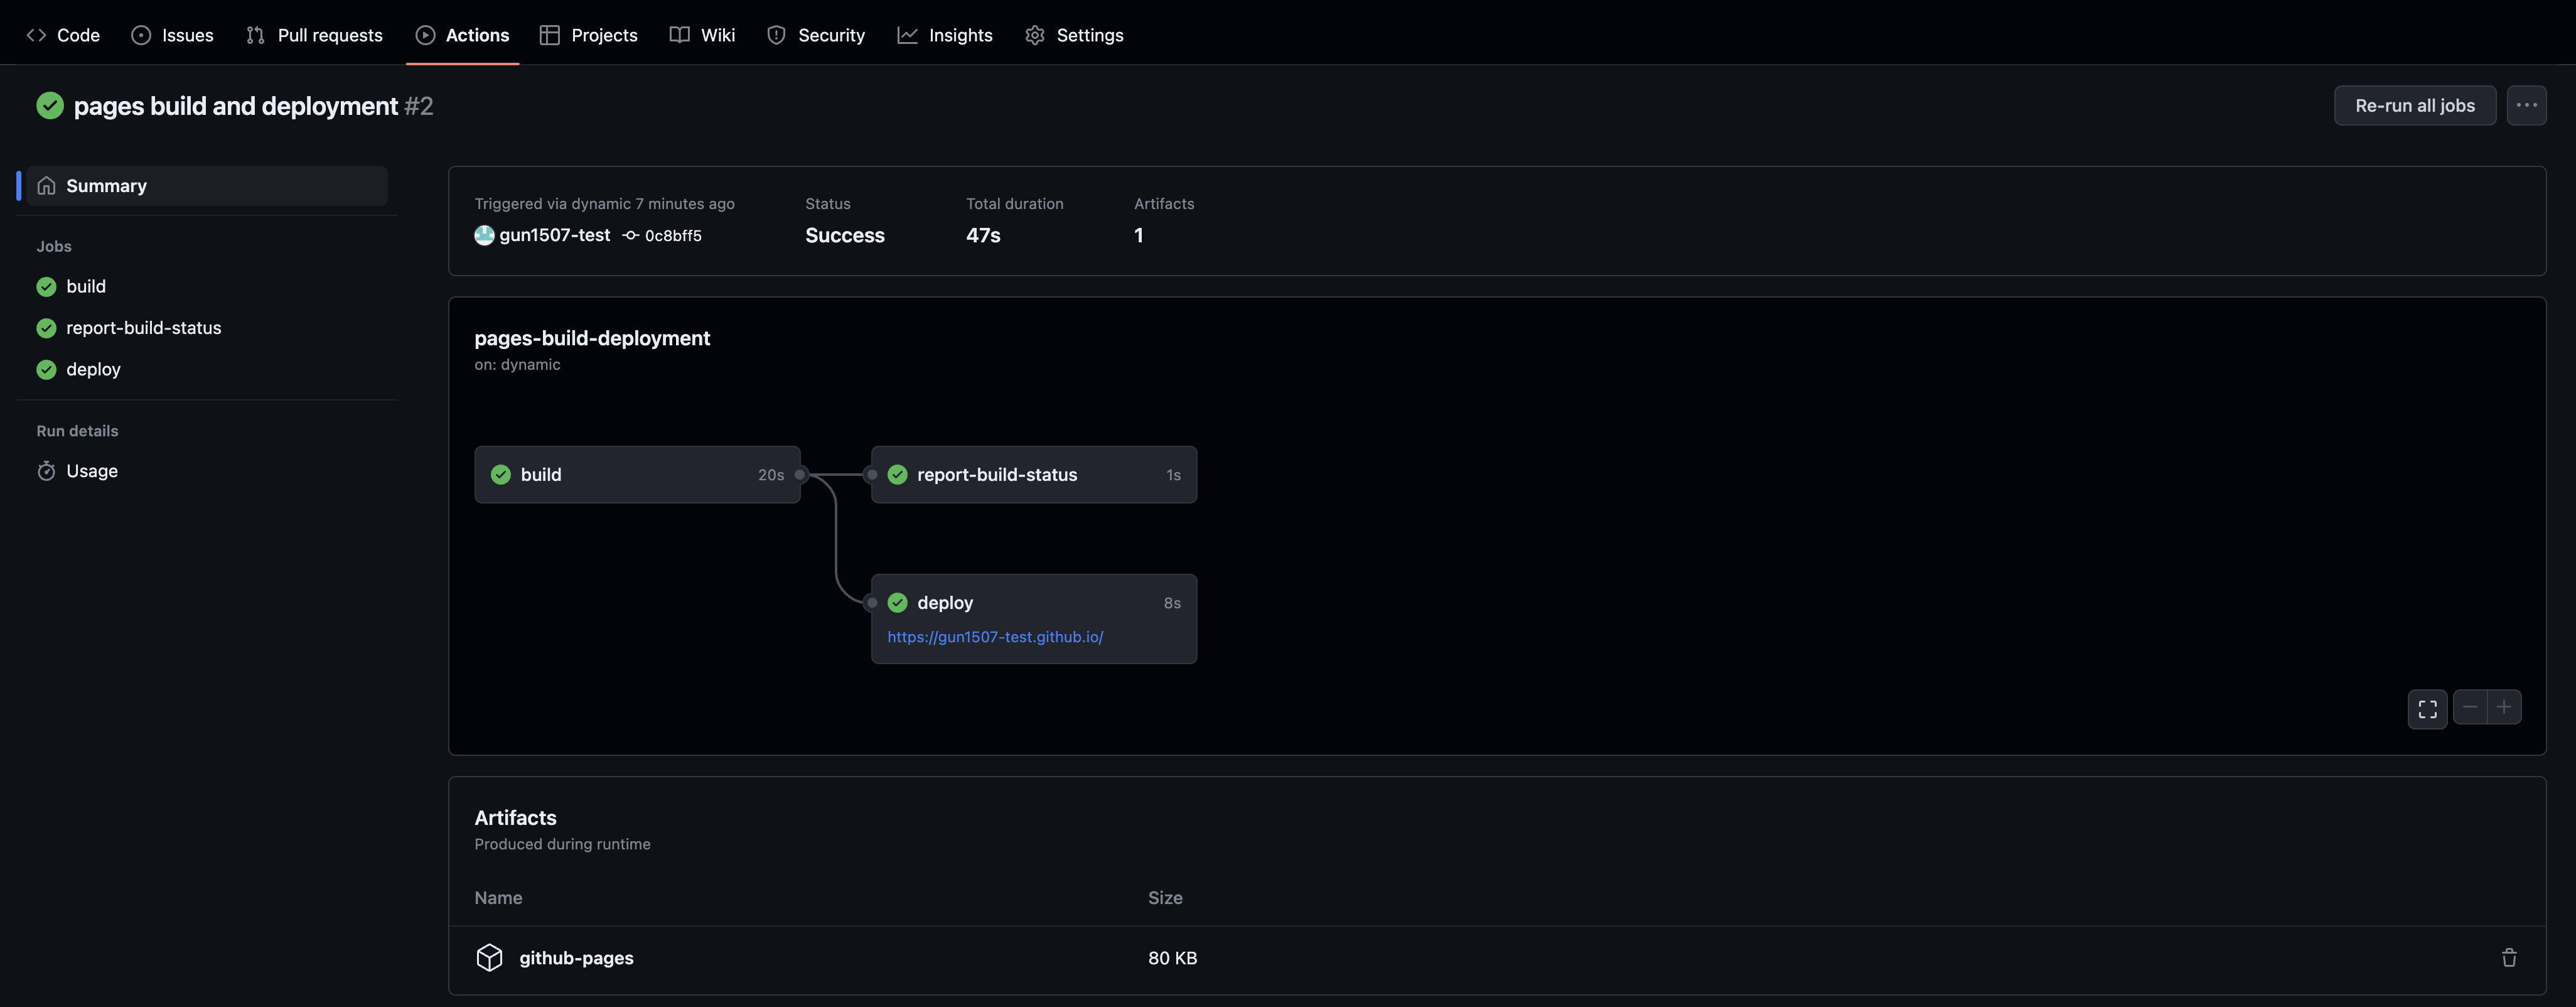 Code Issues Pull requests Actions Projects Wiki Security Insights Settings
pages build and deployment #2
Re-run all jobs
Summary
Jobs
build
report-build-status
deploy
Run details
Usage
Triggered via dynamic 7 minutes ago
gun1507-test 0c8bff5
Status
Success
Total duration
47s
Artifacts
1
pages-build-deployment
on: dynamic
build 20s
report-build-status 1s
deploy 8s
https://gun1507-test.github.io/
Artifacts
Produced during runtime
Name Size
github-pages 80 KB